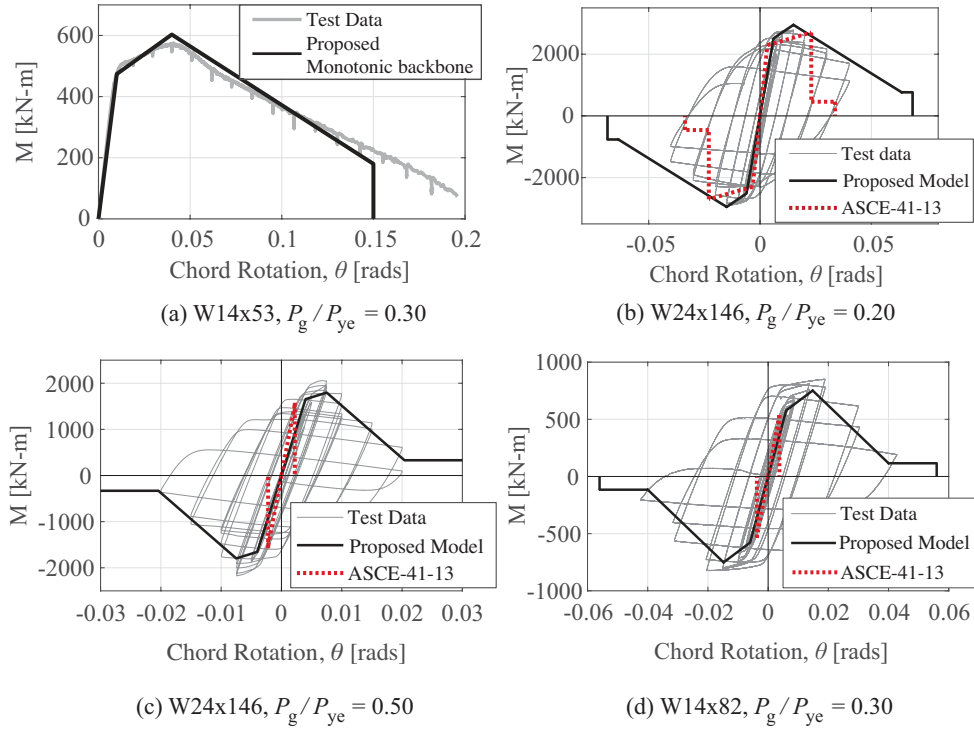 M [kN-m]
600
400
200
0
Test Data
Proposed
Monotonic backbone
0 0.05 0.1 0.15 0.2
Chord Rotation, θ [rads]
(a) W14x53, Pg / Pye = 0.30
M [kN-m]
2000
0
-2000
Test data
Proposed Model
ASCE-41-13
-0.05 0 0.05
Chord Rotation, θ [rads]
(b) W24x146, Pg / Pye = 0.20
M [kN-m]
2000
1000
0
-1000
-2000
Test Data
Proposed Model
ASCE-41-13
-0.03 -0.02 -0.01 0 0.01 0.02 0.03
Chord Rotation, θ [rads]
(c) W24x146, Pg / Pye = 0.50
M [kN-m]
1000
500
0
-500
-1000
Test Data
Proposed Model
ASCE-41-13
-0.06 -0.04 -0.02 0 0.02 0.04 0.06
Chord Rotation, θ [rads]
(d) W14x82, Pg / Pye = 0.30